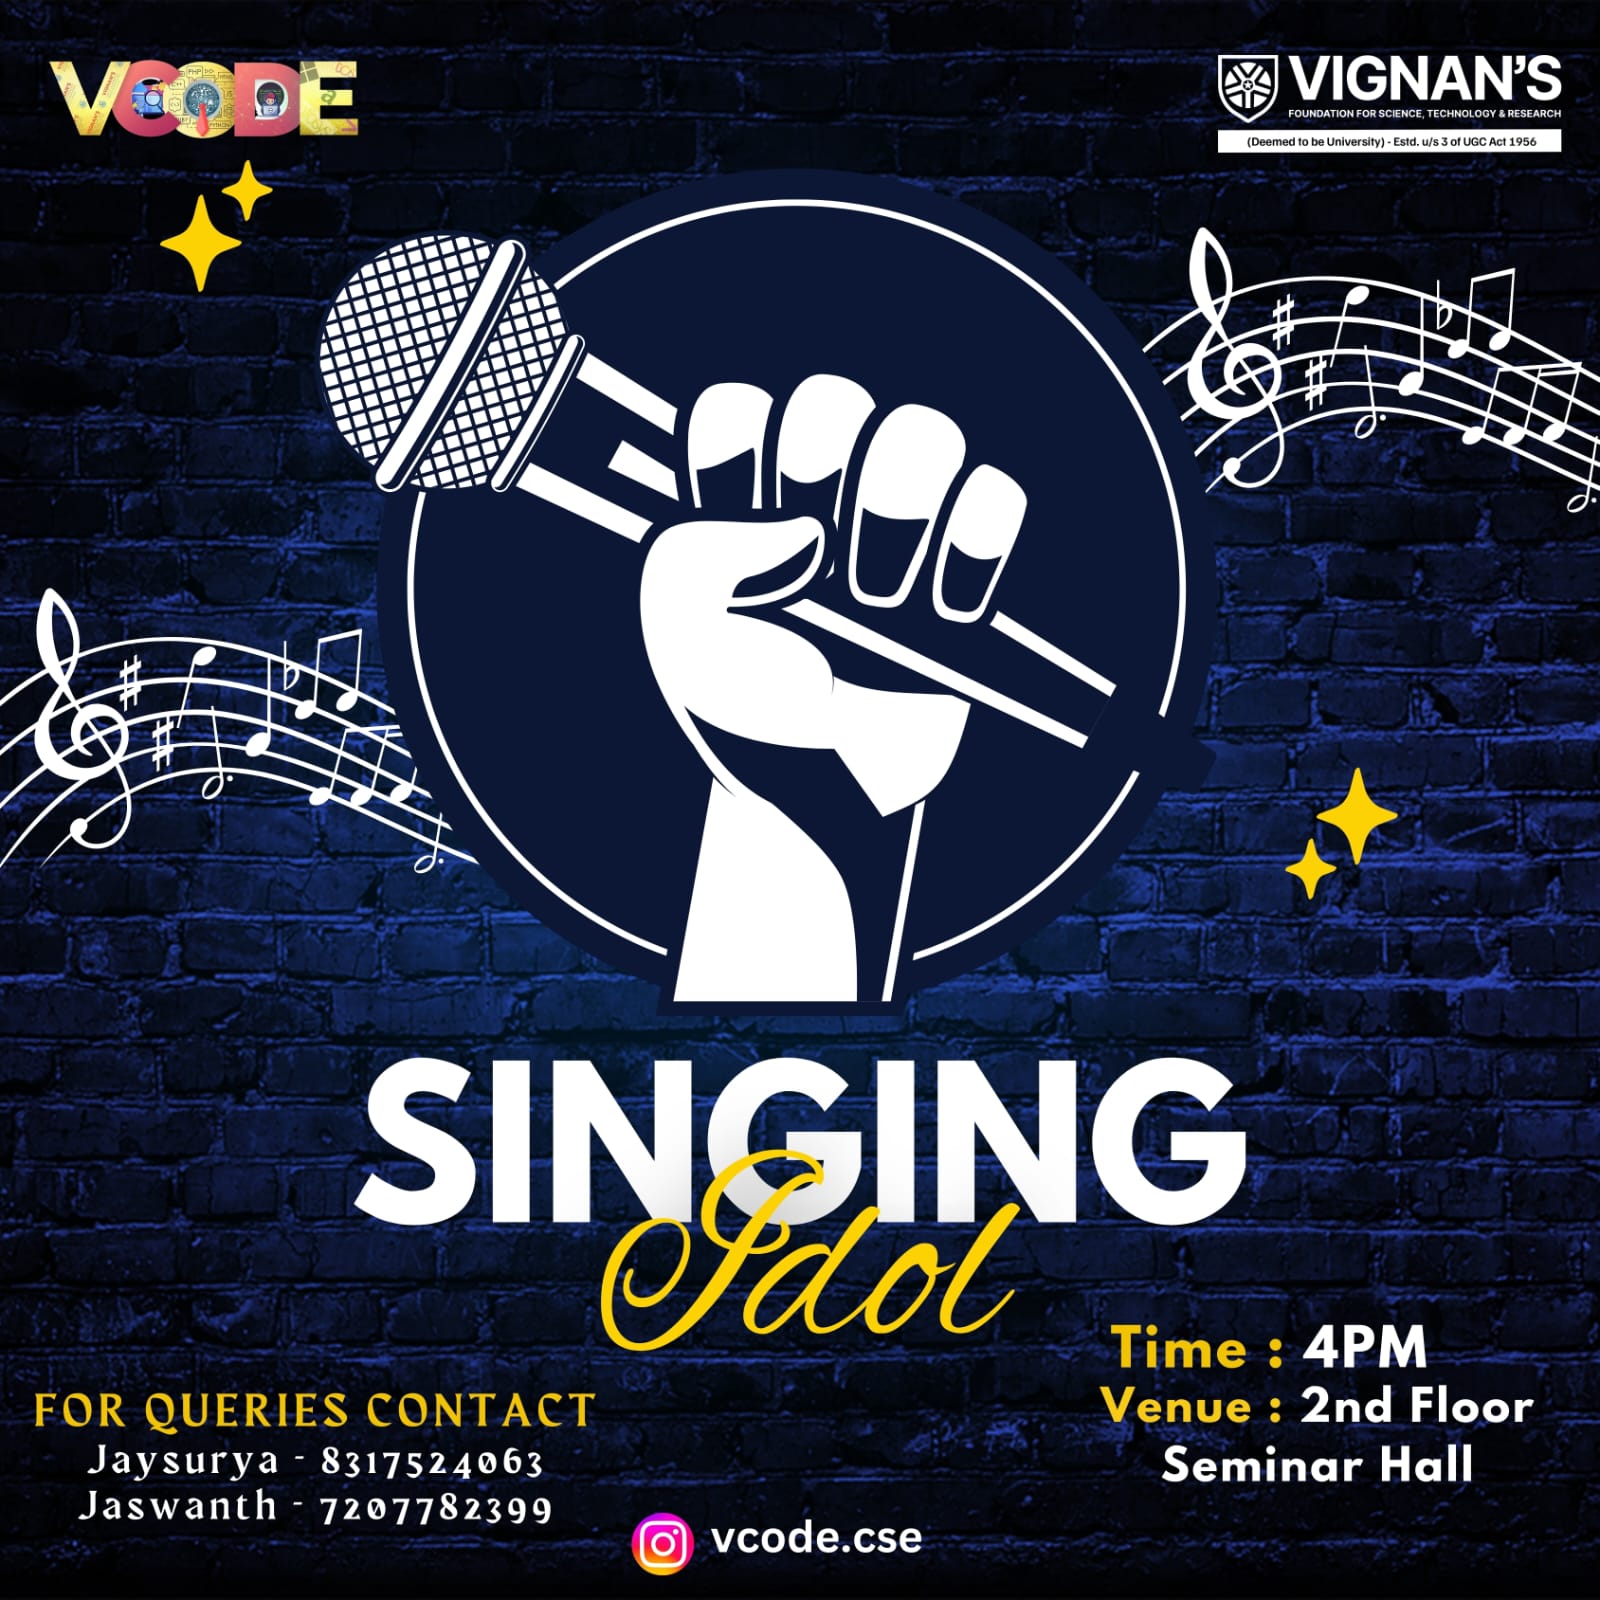 VCODE
VIGNAN'S
FOUNDATION FOR SCIENCE, TECHNOLOGY & RESEARCH
(Deemed to be University) - Estd. u/s 3 of UGC Act 1956
SINGING
Idol
Time : 4PM
Venue : 2nd Floor
Seminar Hall
FOR QUERIES CONTACT
Jaysurya - 8317524063
Jaswanth - 7207782399
vcode.cse